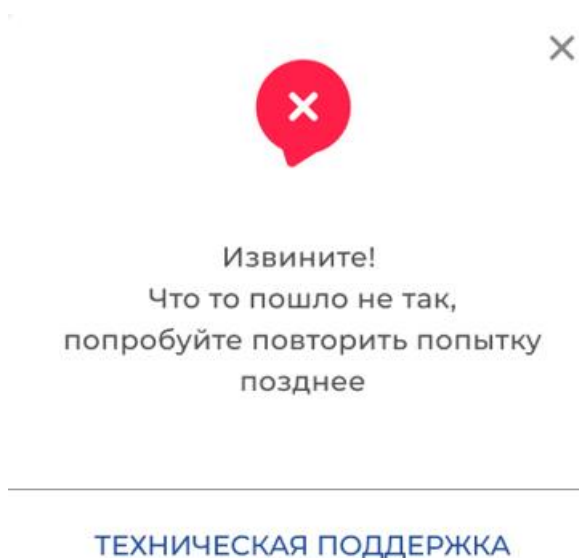 Извините!
Что то пошло не так,
попробуйте повторить попытку
позднее
ТЕХНИЧЕСКАЯ ПОДДЕРЖКА